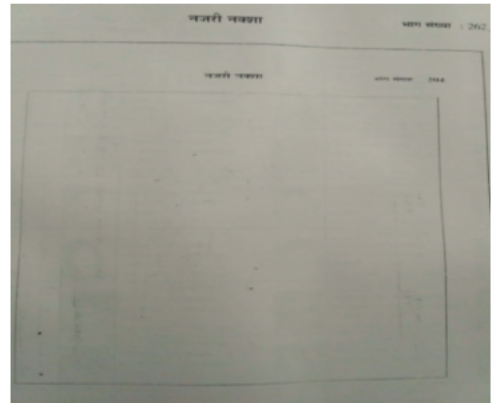 नजरी नक्शा भाग संख्या : 262
नजरी नक्शा भाग संख्या